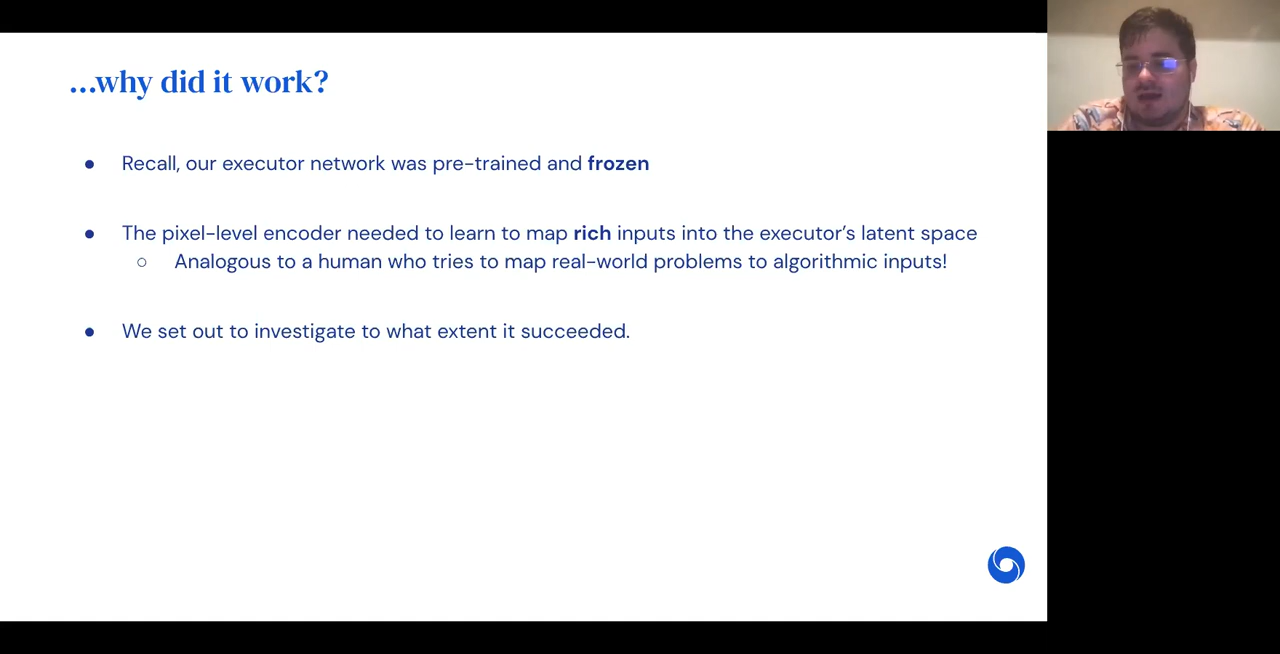 ...why did it work?
● Recall, our executor network was pre-trained and frozen
● The pixel-level encoder needed to learn to map rich inputs into the executor’s latent space
○ Analogous to a human who tries to map real-world problems to algorithmic inputs!
● We set out to investigate to what extent it succeeded.